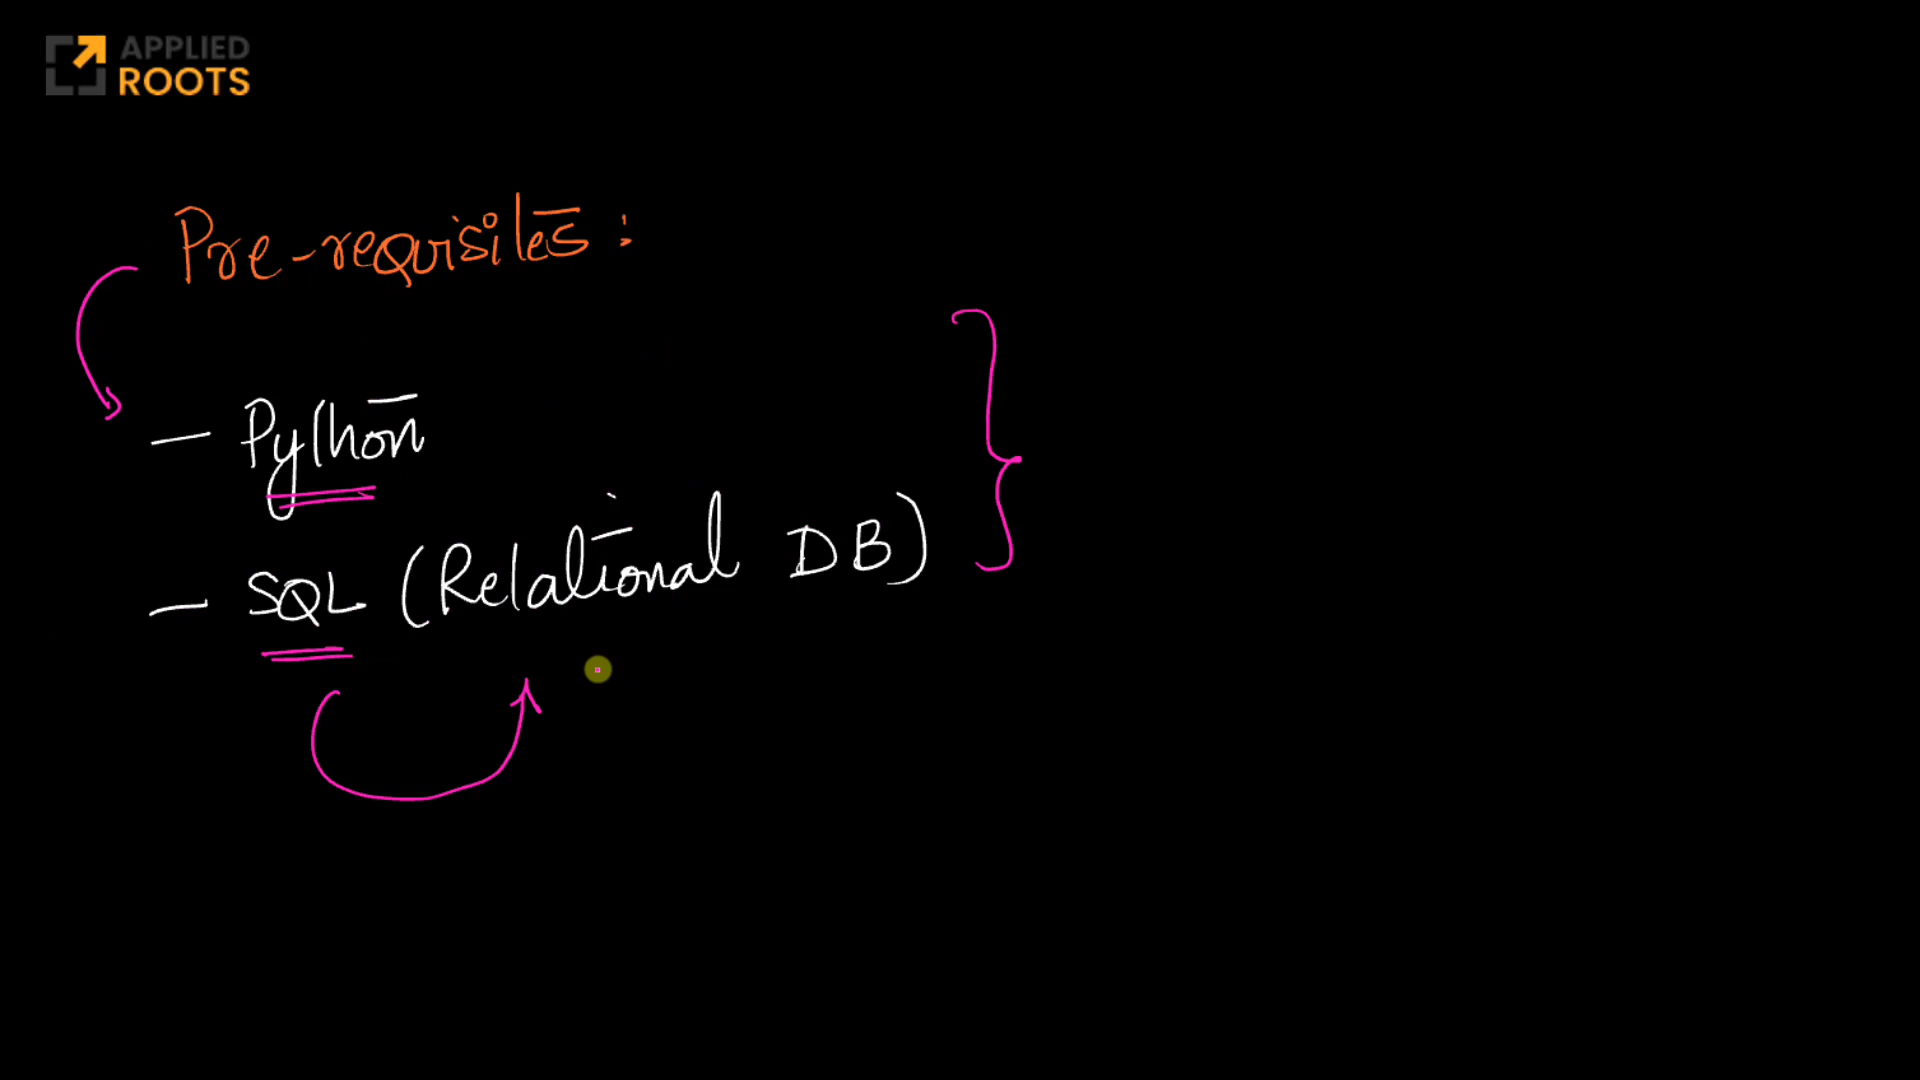 APPLIED
ROOTS
Pre-requisites:
— Python
— SQL (Relational DB)